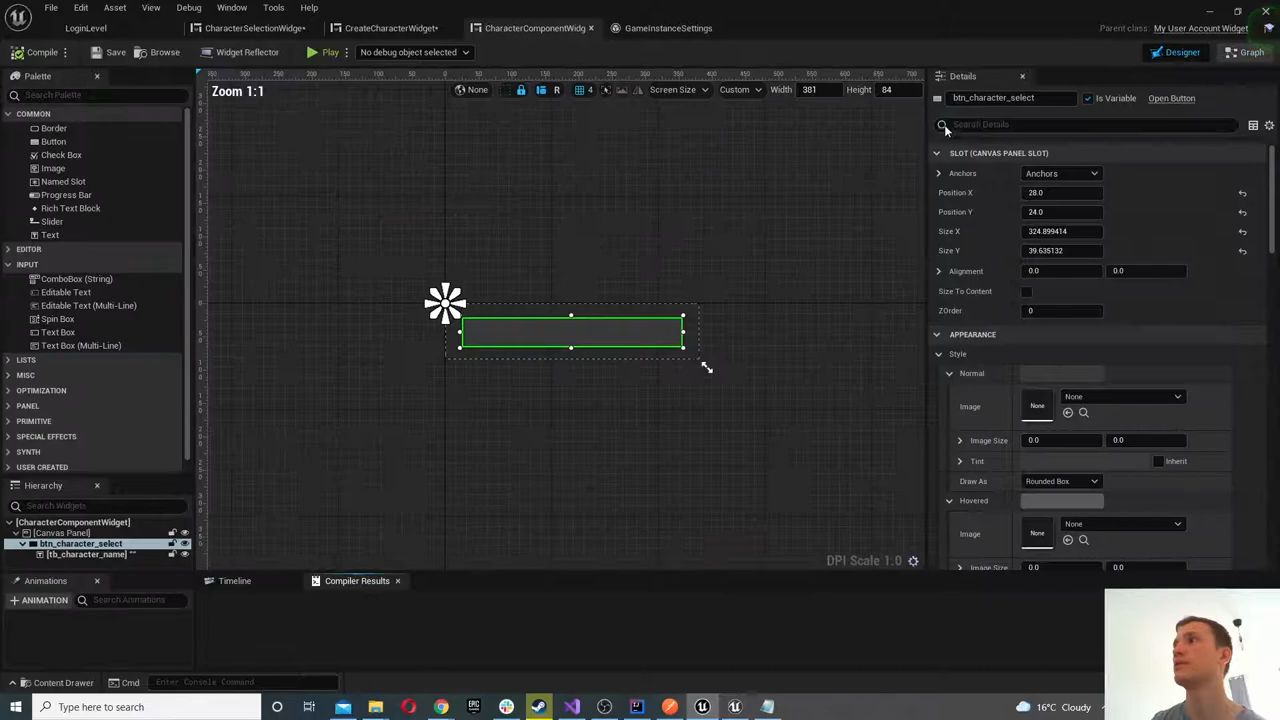 File Edit Asset View Debug Window Tools Help
LoginLevel CharacterSelectionWidge* CreateCharacterWidget* CharacterComponentWidg GameInstanceSettings Parent class: My User Account Widget
Compile Save Browse Widget Reflector Play No debug object selected Designer Graph
Palette
Search Palette
COMMON
Border
Button
Check Box
Image
Named Slot
Progress Bar
Rich Text Block
Slider
Text
EDITOR
INPUT
ComboBox (String)
Editable Text
Editable Text (Multi-Line)
Spin Box
Text Box
Text Box (Multi-Line)
LISTS
MISC
OPTIMIZATION
PANEL
PRIMITIVE
SPECIAL EFFECTS
SYNTH
USER CREATED
Hierarchy
Search Widgets
[CharacterComponentWidget]
[Canvas Panel]
btn_character_select
[tb_character_name] ""
Animations
ANIMATION Search Animations
Zoom 1:1
None R 4 Screen Size Custom Width 381 Height 84
DPI Scale 1.0
Timeline Compiler Results
Details
btn_character_select Is Variable Open Button
Search Details
SLOT (CANVAS PANEL SLOT)
Anchors Anchors
Position X 28.0
Position Y 24.0
Size X 324.899414
Size Y 39.635132
Alignment 0.0 0.0
Size To Content
ZOrder 0
APPEARANCE
Style
Normal
Image None None
Image Size 0.0 0.0
Tint Inherit
Draw As Rounded Box
Hovered
Image None None
Image Size 0.0 0.0
Content Drawer Cmd Enter Console Command
Type here to search 16°C Cloudy